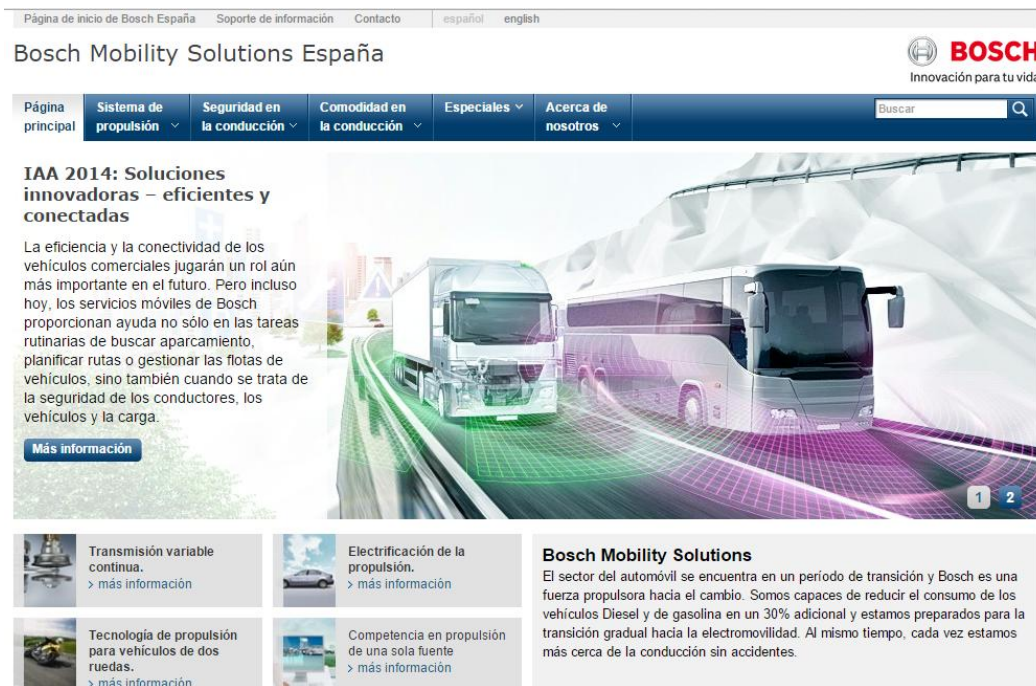 Página de inicio de Bosch España Soporte de información Contacto español english
Bosch Mobility Solutions España
BOSCH
Innovación para tu vida
Página principal
Sistema de propulsión
Seguridad en la conducción
Comodidad en la conducción
Especiales
Acerca de nosotros
Buscar
IAA 2014: Soluciones
innovadoras – eficientes y
conectadas
La eficiencia y la conectividad de los
vehículos comerciales jugarán un rol aún
más importante en el futuro. Pero incluso
hoy, los servicios móviles de Bosch
proporcionan ayuda no sólo en las tareas
rutinarias de buscar aparcamiento,
planificar rutas o gestionar las flotas de
vehículos, sino también cuando se trata de
la seguridad de los conductores, los
vehículos y la carga.
Más información
1 2
Transmisión variable
continua.
> más información
Electrificación de la
propulsión.
> más información
Tecnología de propulsión
para vehículos de dos
ruedas.
> más información
Competencia en propulsión
de una sola fuente
> más información
Bosch Mobility Solutions
El sector del automóvil se encuentra en un período de transición y Bosch es una
fuerza propulsora hacia el cambio. Somos capaces de reducir el consumo de los
vehículos Diesel y de gasolina en un 30% adicional y estamos preparados para la
transición gradual hacia la electromovilidad. Al mismo tiempo, cada vez estamos
más cerca de la conducción sin accidentes.